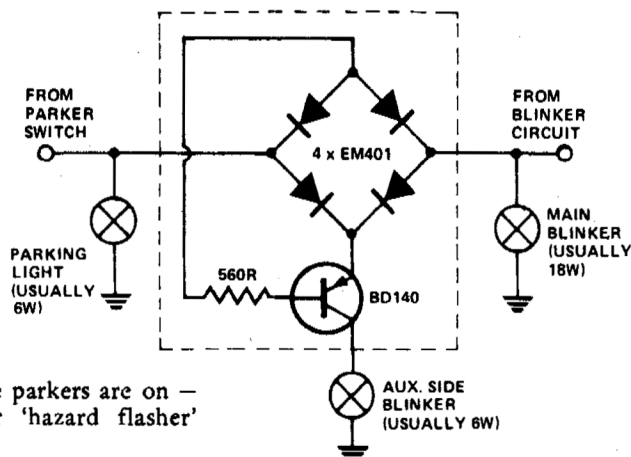 FROM
PARKER
SWITCH
FROM
BLINKER
CIRCUIT
4 x EM401
PARKING
LIGHT
(USUALLY
6W)
560R
BD140
MAIN
BLINKER
(USUALLY
18W)
e parkers are on —
r ‘hazard flasher’
AUX. SIDE
BLINKER
(USUALLY 6W)